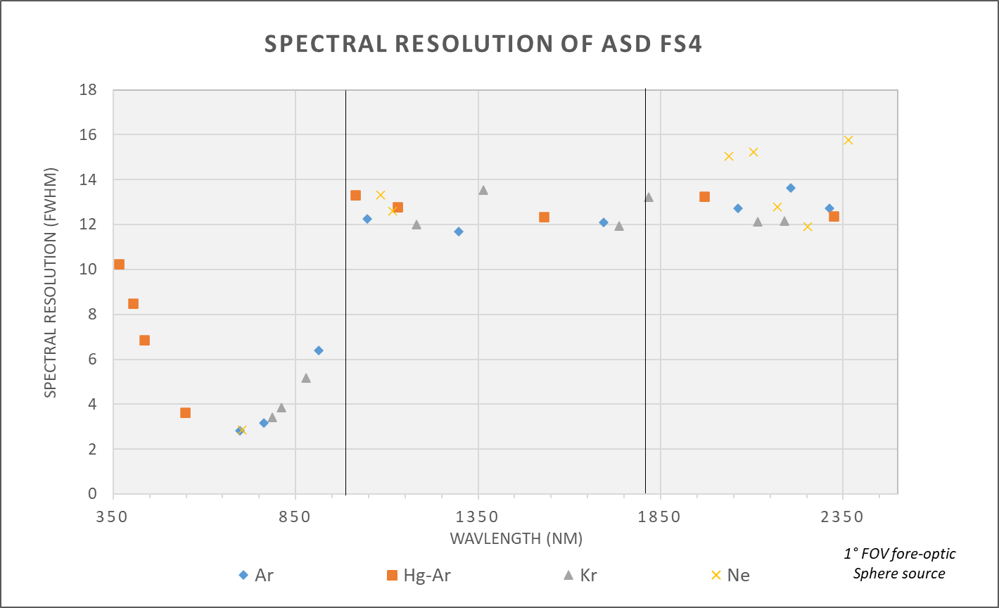 SPECTRAL RESOLUTION OF ASD FS4
18
16
14
12
10
8
6
4
2
0
SPECTRAL RESOLUTION (FWHM)
350 850 1350 1850 2350
WAVLENGTH (NM)
1° FOV fore-optic
Sphere source
Ar Hg-Ar Kr Ne